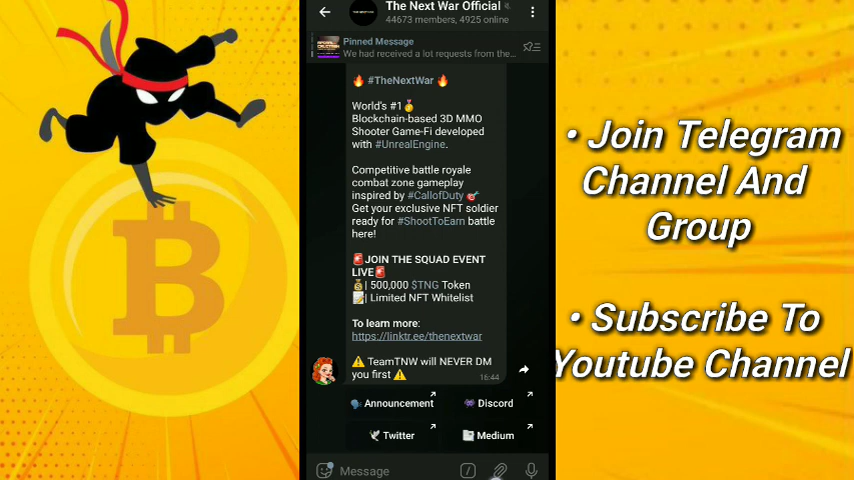 The Next War Official
44673 members, 4925 online
Pinned Message
We had received a lot requests from the...
🔥 #TheNextWar 🔥
World's #1🥇
Blockchain-based 3D MMO
Shooter Game-Fi developed
with #UnrealEngine.
Competitive battle royale
combat zone gameplay
inspired by #CallofDuty 🎯
Get your exclusive NFT soldier
ready for #ShootToEarn battle
here!
🚨JOIN THE SQUAD EVENT
LIVE🚨
💰| 500,000 $TNG Token
📝| Limited NFT Whitelist
To learn more:
https://linktr.ee/thenextwar
⚠️ TeamTNW will NEVER DM
you first ⚠️
16:44
🗣 Announcement
👾 Discord
🕊 Twitter
📑 Medium
Message
• Join Telegram
Channel And
Group
• Subscribe To
Youtube Channel